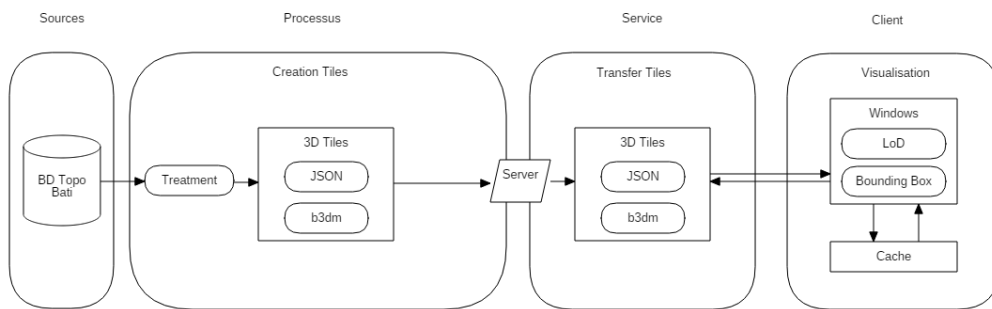 Sources
Processus
Service
Client
Creation Tiles
Transfer Tiles
Visualisation
BD Topo
Bati
Treatment
3D Tiles
JSON
b3dm
Server
3D Tiles
JSON
b3dm
Windows
LoD
Bounding Box
Cache